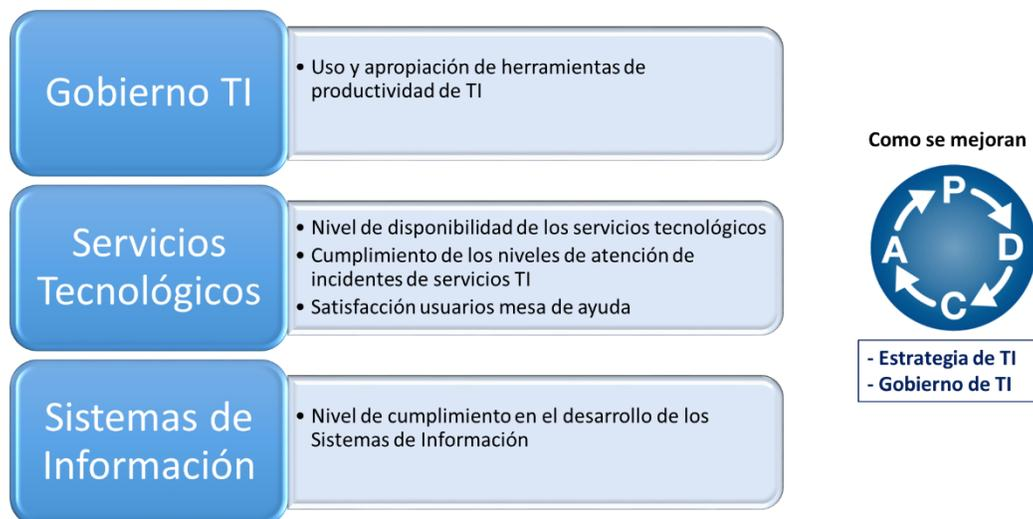 Gobierno TI
• Uso y apropiación de herramientas de
productividad de TI
Servicios
Tecnológicos
• Nivel de disponibilidad de los servicios tecnológicos
• Cumplimiento de los niveles de atención de
incidentes de servicios TI
• Satisfacción usuarios mesa de ayuda
Sistemas de
Información
• Nivel de cumplimiento en el desarrollo de los
Sistemas de Información
Como se mejoran
P
D
C
A
- Estrategia de TI
- Gobierno de TI